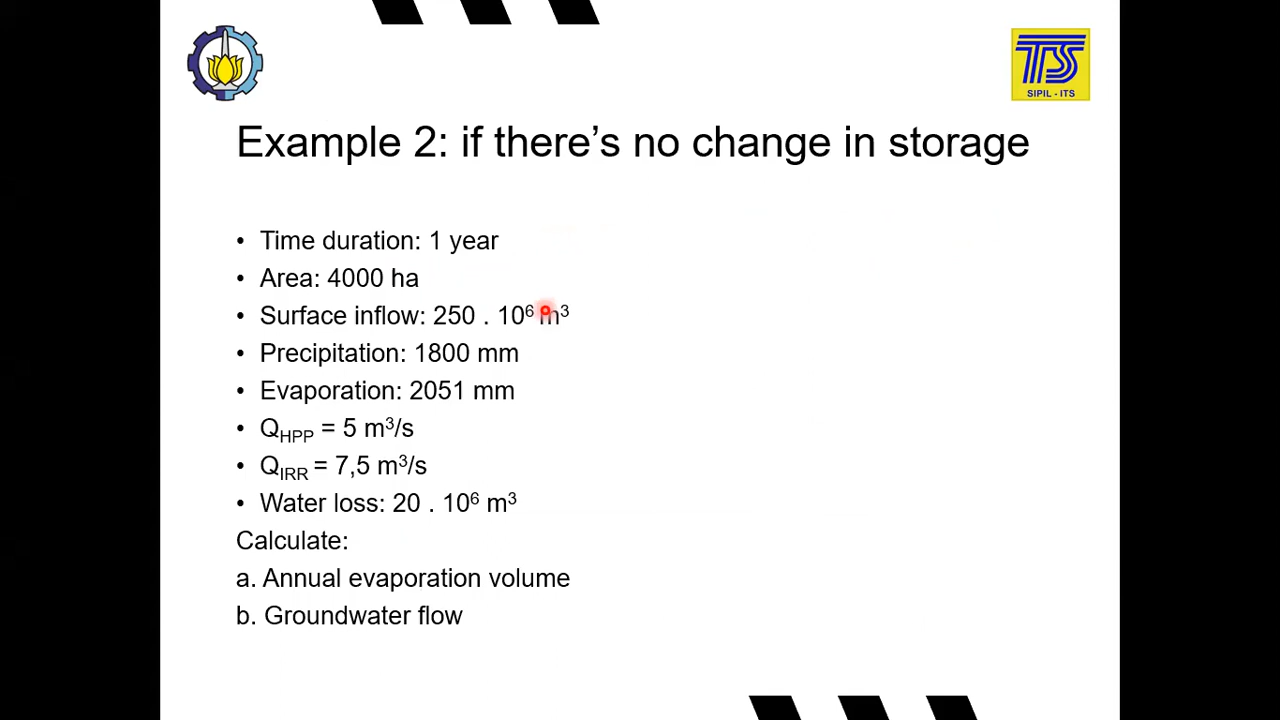 TS
SIPIL - ITS
Example 2: if there's no change in storage
• Time duration: 1 year
• Area: 4000 ha
• Surface inflow: 250 . 10⁶ m³
• Precipitation: 1800 mm
• Evaporation: 2051 mm
• Q_HPP = 5 m³/s
• Q_IRR = 7,5 m³/s
• Water loss: 20 . 10⁶ m³
Calculate:
a. Annual evaporation volume
b. Groundwater flow